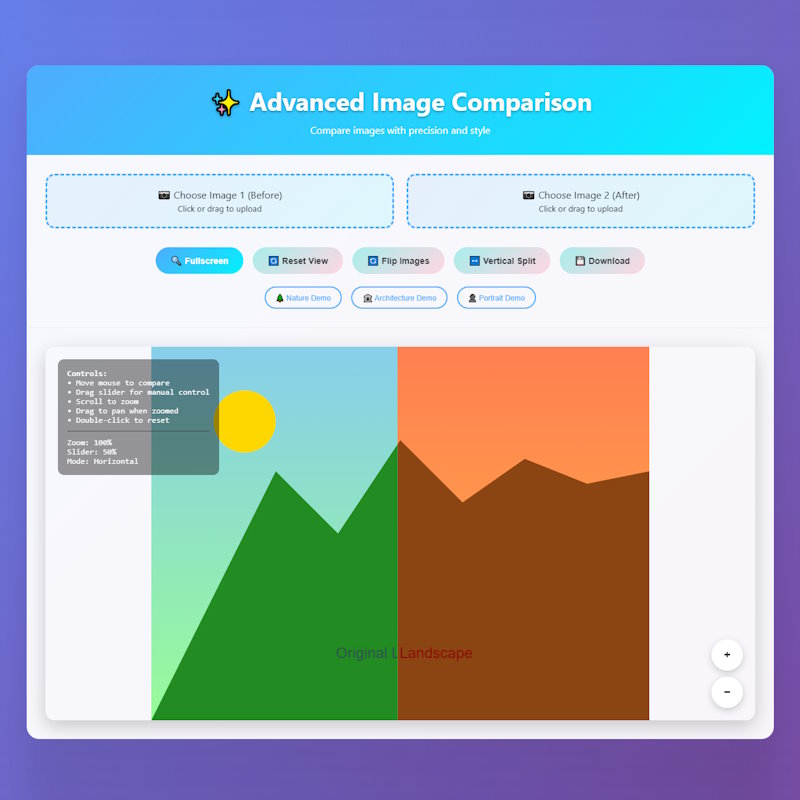 ✨ Advanced Image Comparison
Compare images with precision and style
📷 Choose Image 1 (Before)
Click or drag to upload
📷 Choose Image 2 (After)
Click or drag to upload
🔍 Fullscreen
🔄 Reset View
🔄 Flip Images
↔️ Vertical Split
💾 Download
🌲 Nature Demo
🏛️ Architecture Demo
👤 Portrait Demo
Controls:
• Move mouse to compare
• Drag slider for manual control
• Scroll to zoom
• Drag to pan when zoomed
• Double-click to reset
Zoom: 100%
Slider: 50%
Mode: Horizontal
Original LLandscape
+
−